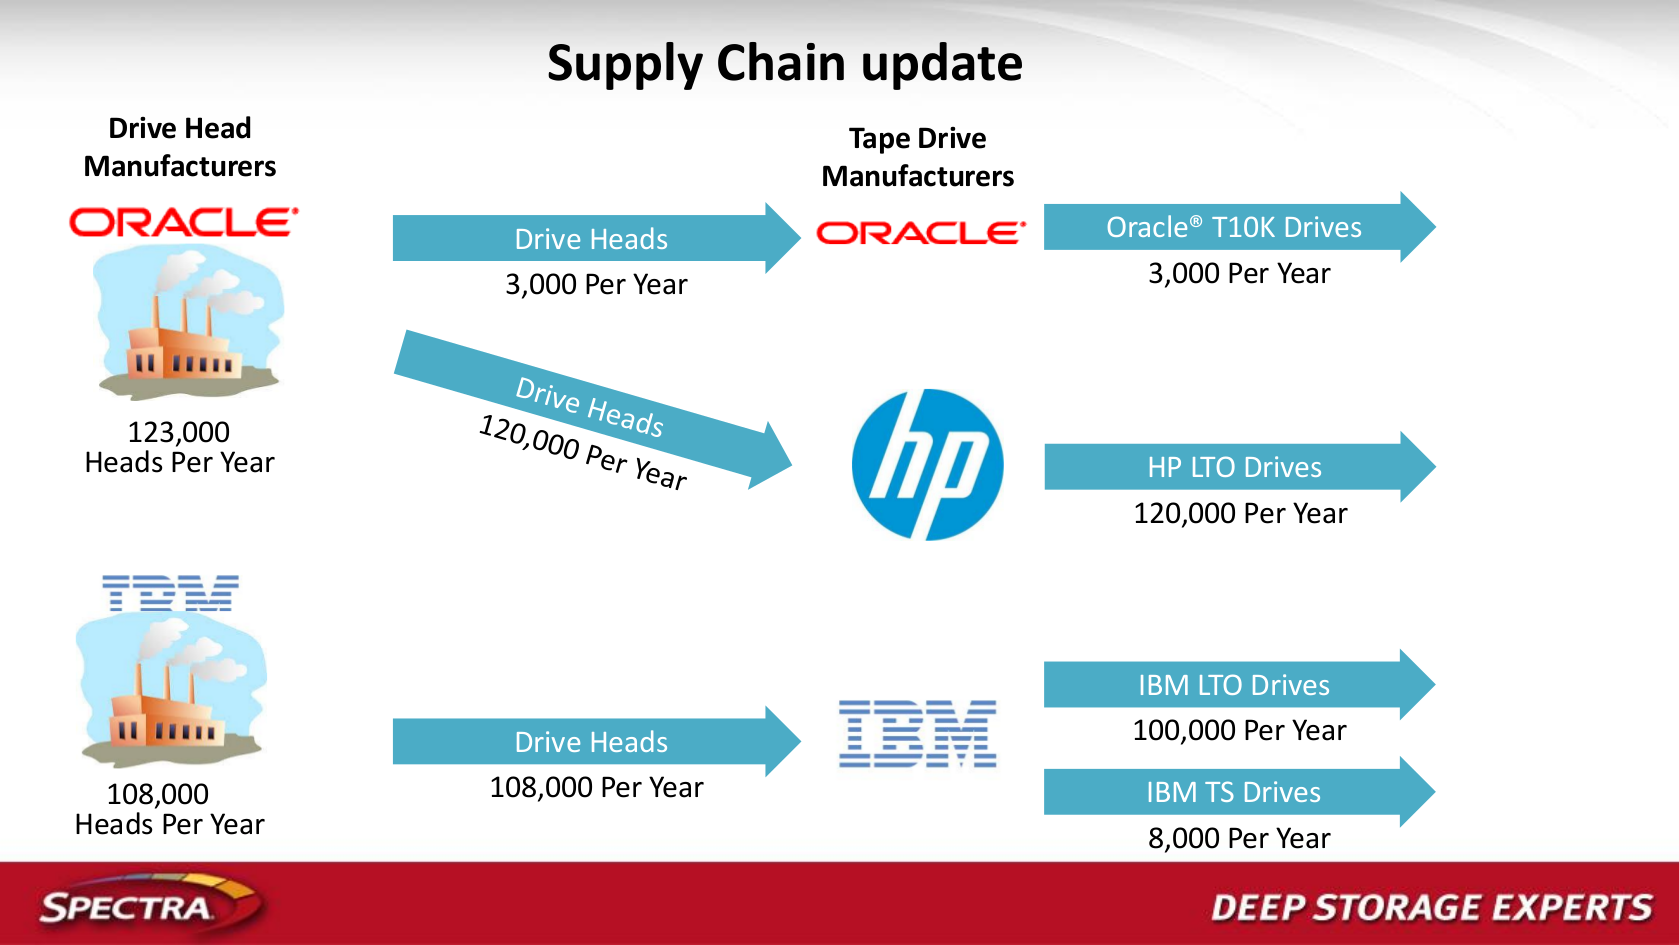 Supply Chain update
Drive Head
Manufacturers
Tape Drive
Manufacturers
ORACLE®
Drive Heads
3,000 Per Year
ORACLE®
Oracle® T10K Drives
3,000 Per Year
123,000
Heads Per Year
Drive Heads
120,000 Per Year
hp
HP LTO Drives
120,000 Per Year
IBM
108,000
Heads Per Year
Drive Heads
108,000 Per Year
IBM
IBM LTO Drives
100,000 Per Year
IBM TS Drives
8,000 Per Year
SPECTRA
DEEP STORAGE EXPERTS